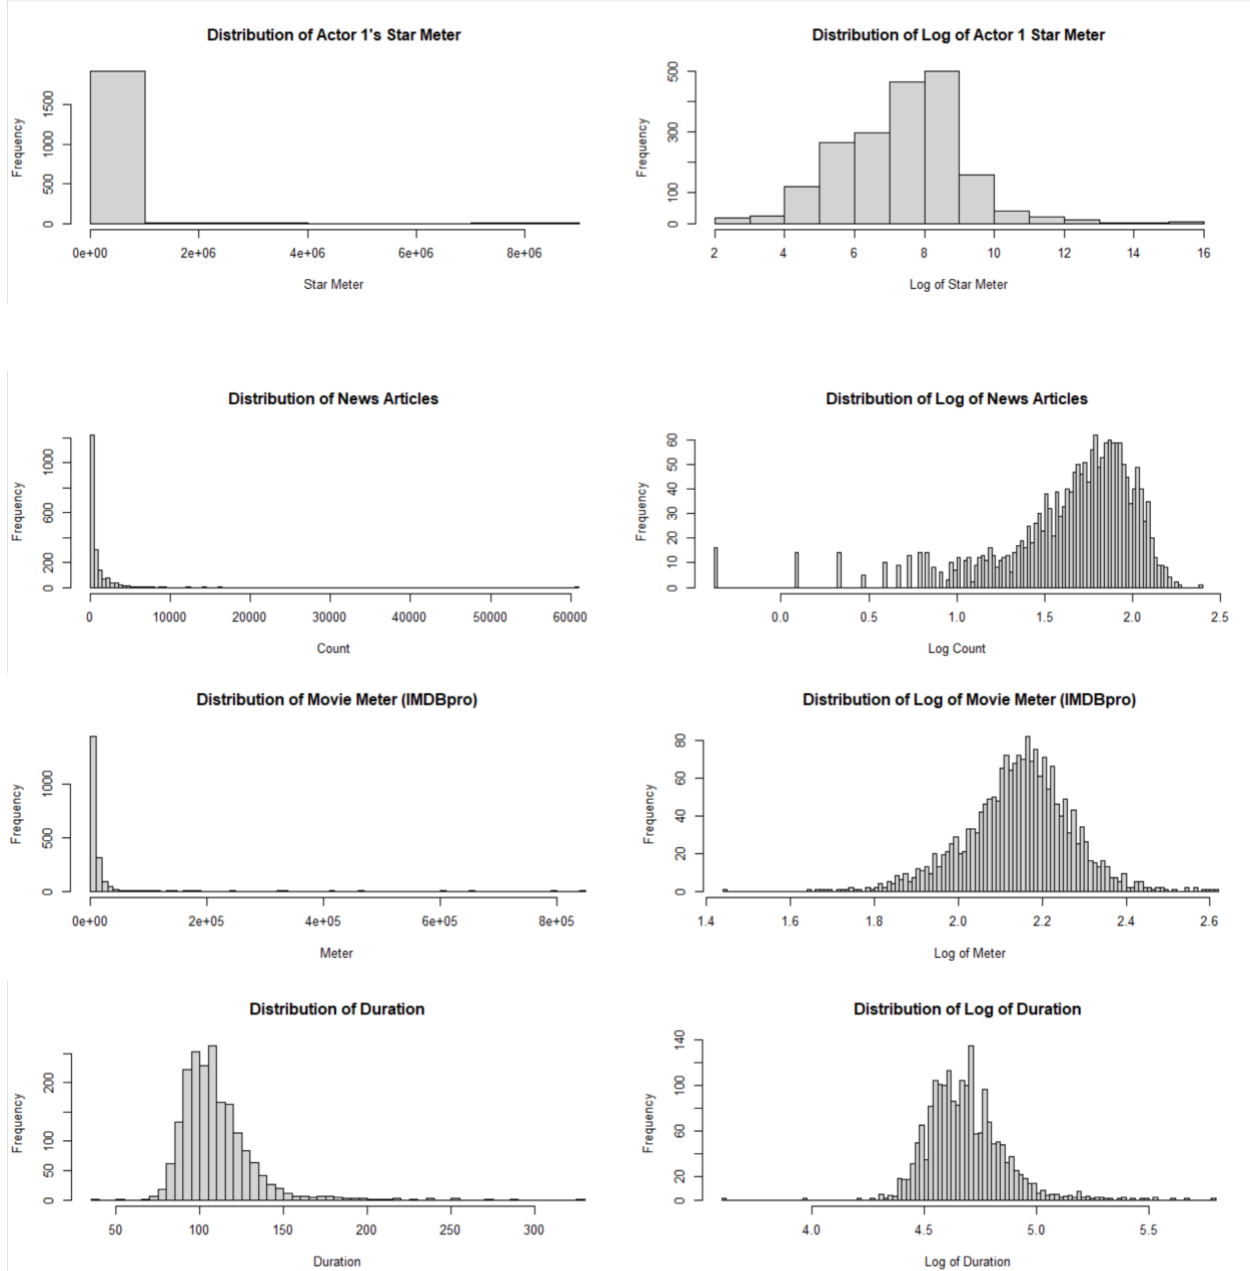 Distribution of Actor 1's Star Meter
Frequency
0 500 1000 1500
0e+00 2e+06 4e+06 6e+06 8e+06
Star Meter
Distribution of Log of Actor 1 Star Meter
Frequency
0 100 300 500
2 4 6 8 10 12 14 16
Log of Star Meter
Distribution of News Articles
Frequency
0 200 600 1000
0 10000 20000 30000 40000 50000 60000
Count
Distribution of Log of News Articles
Frequency
0 10 20 30 40 50 60
0.0 0.5 1.0 1.5 2.0 2.5
Log Count
Distribution of Movie Meter (IMDBpro)
Frequency
0 500 1000
0e+00 2e+05 4e+05 6e+05 8e+05
Meter
Distribution of Log of Movie Meter (IMDBpro)
Frequency
0 20 40 60 80
1.4 1.6 1.8 2.0 2.2 2.4 2.6
Log of Meter
Distribution of Duration
Frequency
0 50 100 200
50 100 150 200 250 300
Duration
Distribution of Log of Duration
Frequency
0 20 60 100 140
4.0 4.5 5.0 5.5
Log of Duration